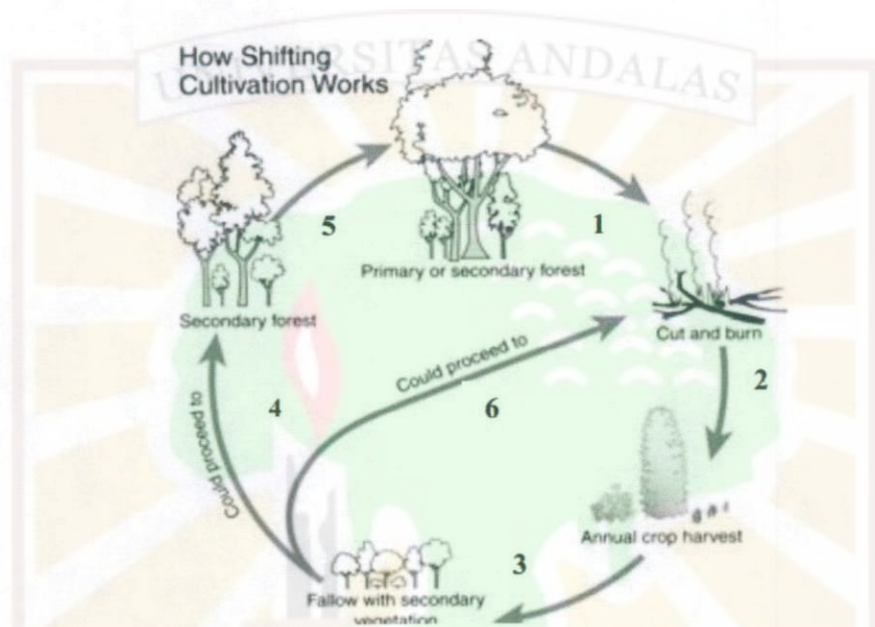 UNIVERSITAS ANDALAS
How Shifting
Cultivation Works
5
1
Primary or secondary forest
Secondary forest
Cut and burn
Could proceed to
2
4
6
Could proceed to
Annual crop harvest
3
Fallow with secondary
vegetation